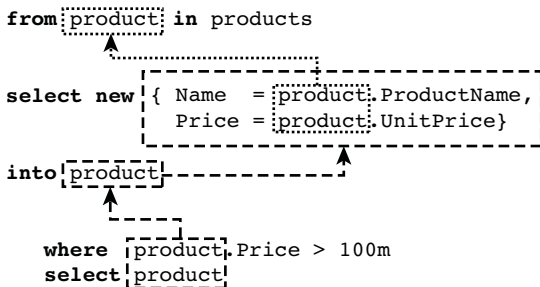 from product in products
select new { Name = product.ProductName,
Price = product.UnitPrice}
into product
where product.Price > 100m
select product